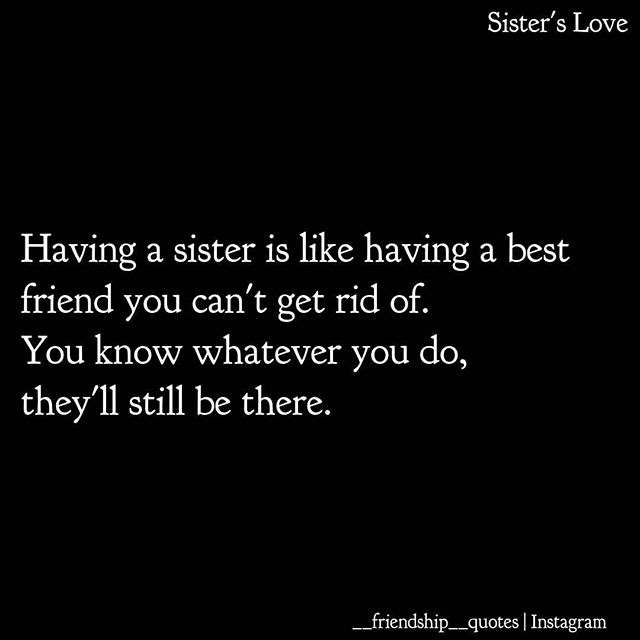 Sister's Love
Having a sister is like having a best
friend you can't get rid of.
You know whatever you do,
they'll still be there.
__friendship__quotes | Instagram